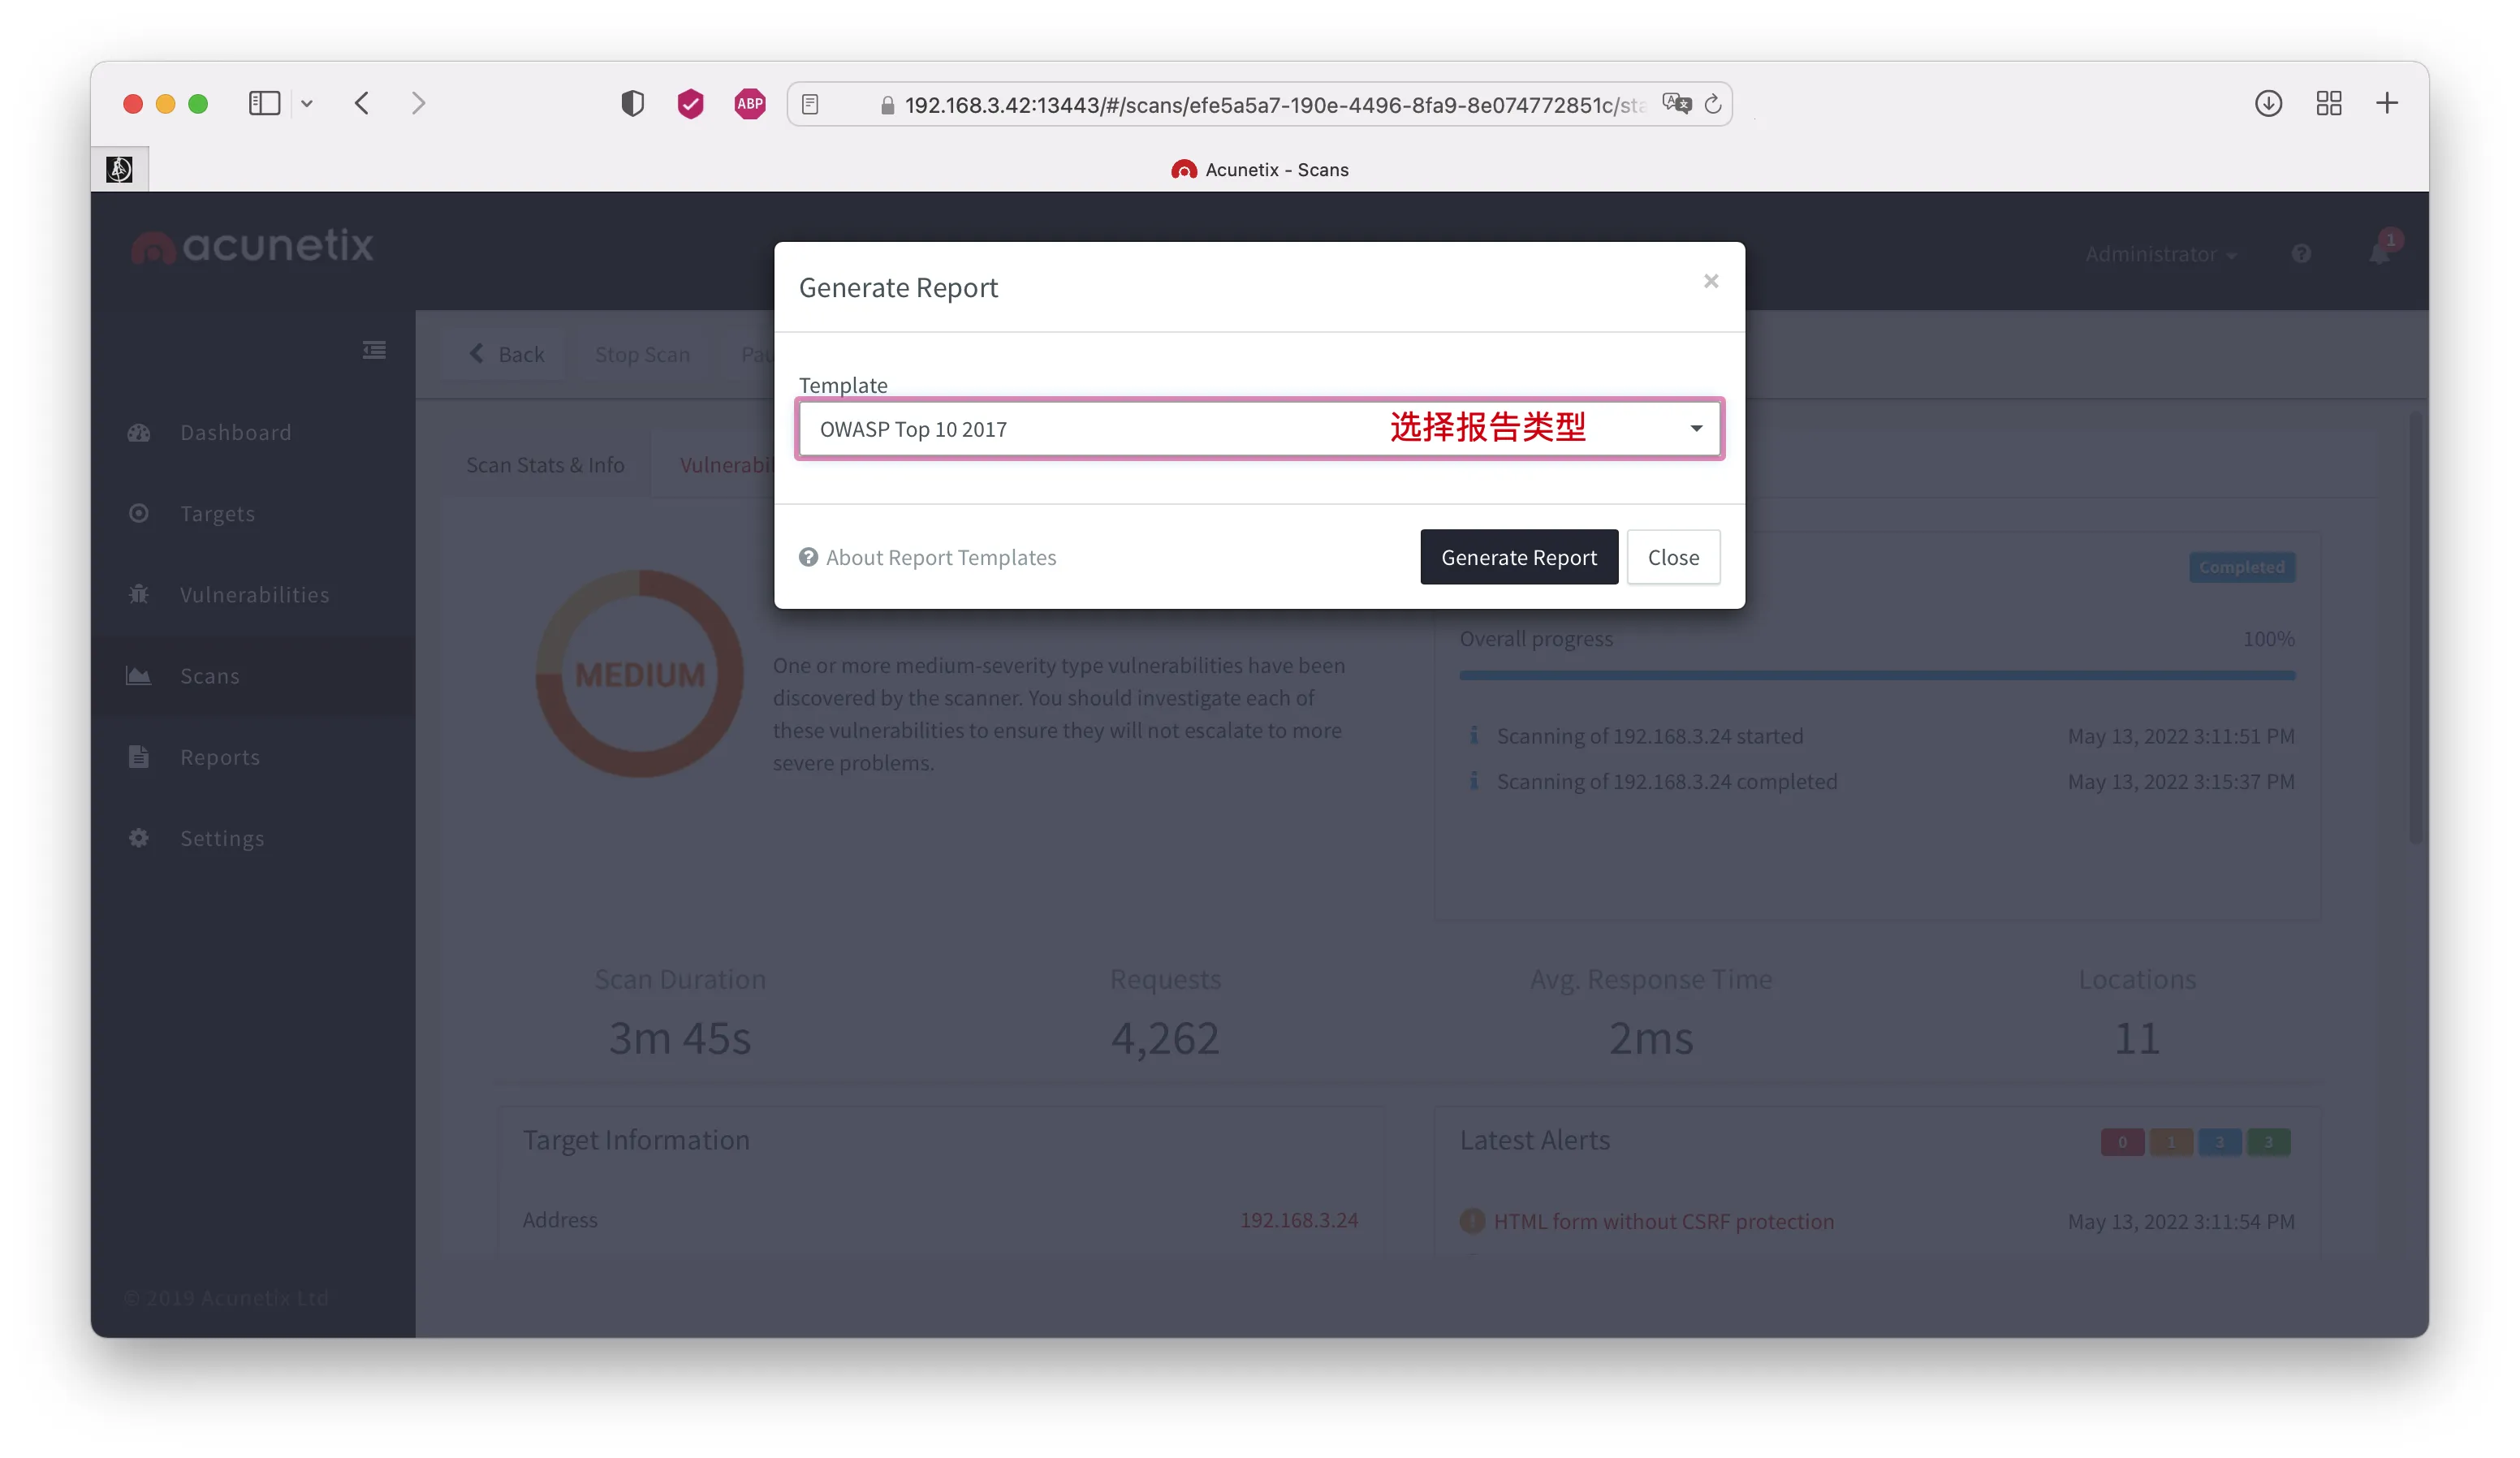 ABP
192.168.3.42:13443/#/scans/efe5a5a7-190e-4496-8fa9-8e074772851c/sta
Acunetix - Scans
acunetix
Administrator
1
Generate Report
×
Template
OWASP Top 10 2017
选择报告类型
About Report Templates
Generate Report
Close
Back
Stop Scan
Pau
Scan Stats & Info
Vulnerabil
Dashboard
Targets
Vulnerabilities
Scans
Reports
Settings
MEDIUM
One or more medium-severity type vulnerabilities have been
discovered by the scanner. You should investigate each of
these vulnerabilities to ensure they will not escalate to more
severe problems.
Completed
Overall progress
100%
Scanning of 192.168.3.24 started
May 13, 2022 3:11:51 PM
Scanning of 192.168.3.24 completed
May 13, 2022 3:15:37 PM
Scan Duration
3m 45s
Requests
4,262
Avg. Response Time
2ms
Locations
11
Target Information
Address
192.168.3.24
Latest Alerts
0
1
3
3
HTML form without CSRF protection
May 13, 2022 3:11:54 PM
© 2019 Acunetix Ltd